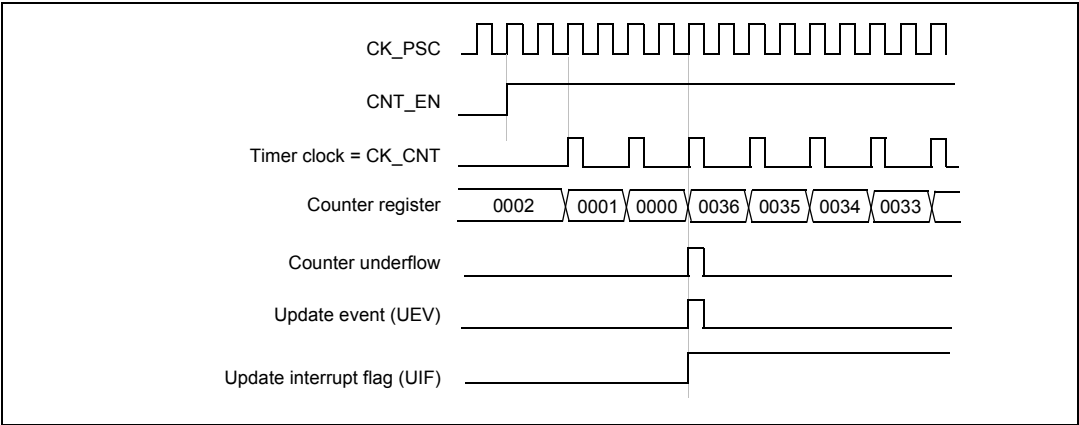 CK_PSC
CNT_EN
Timer clock = CK_CNT
Counter register 0002 0001 0000 0036 0035 0034 0033
Counter underflow
Update event (UEV)
Update interrupt flag (UIF)